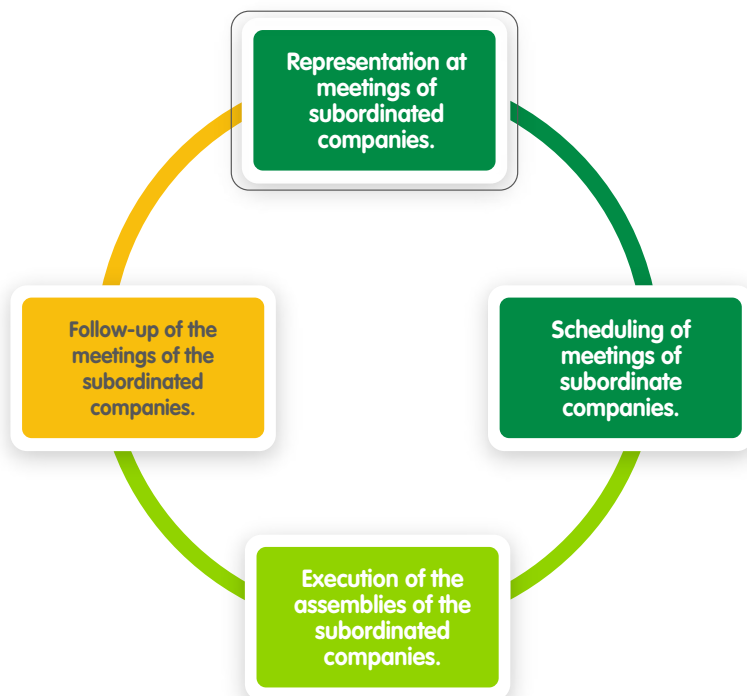 Representation at
meetings of
subordinated
companies.
Scheduling of
meetings of
subordinate
companies.
Execution of the
assemblies of the
subordinated
companies.
Follow-up of the
meetings of the
subordinated
companies.